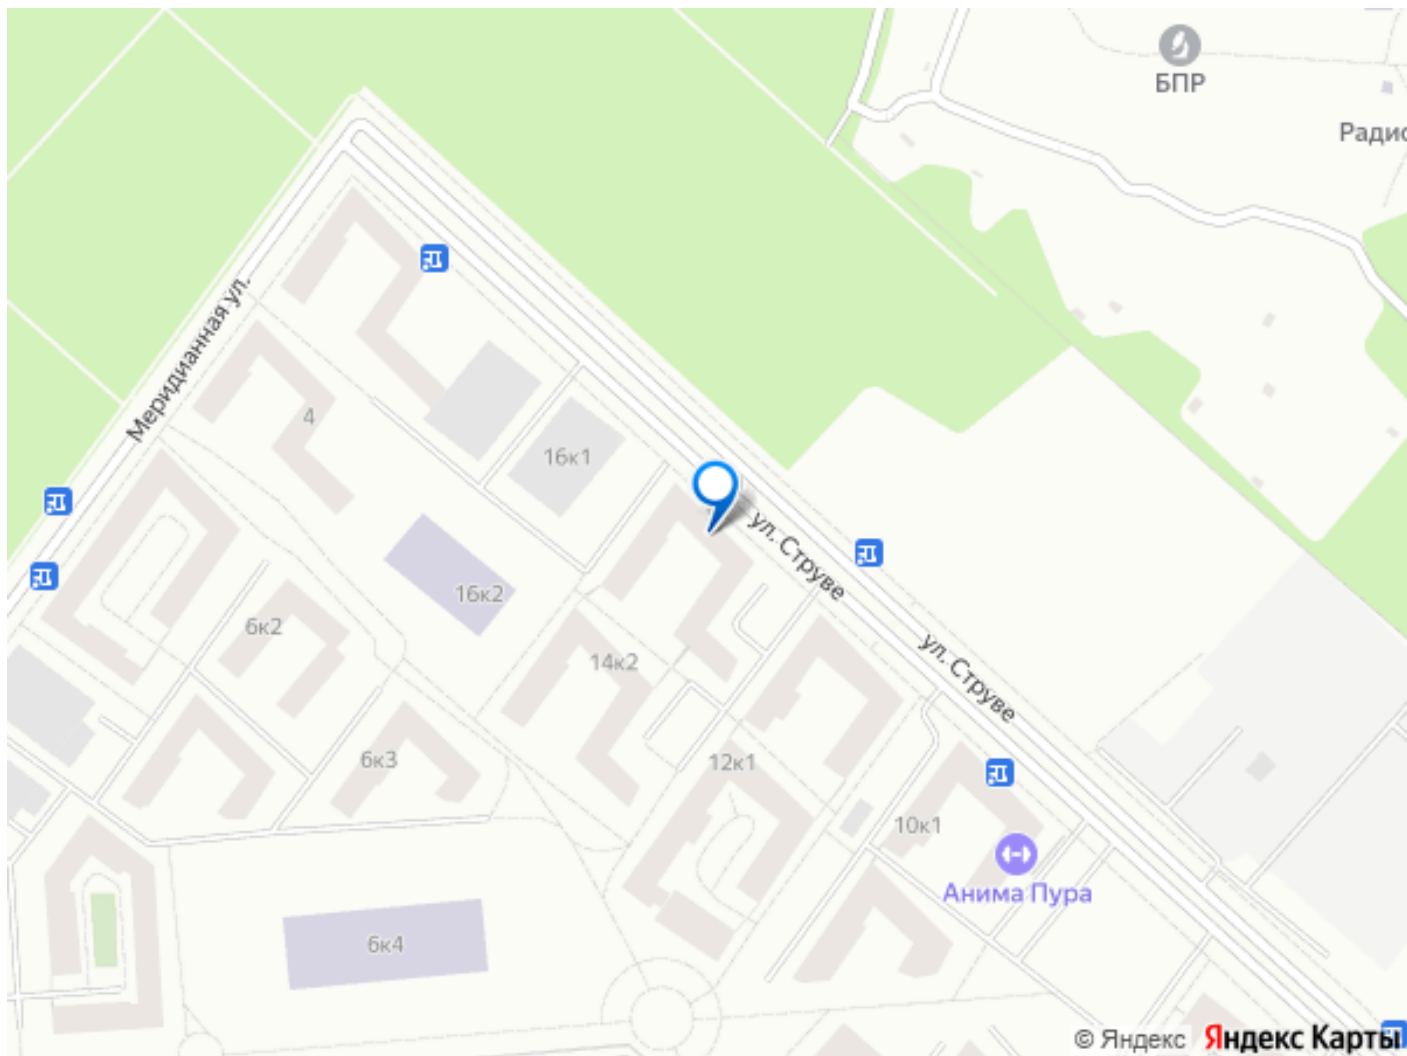 БПР
Радио
Меридианная ул.
4
16к1
ул. Струве
16к2
6к2
14к2
ул. Струве
6к3
12к1
10к1
Анима Пура
6к4
© Яндекс Яндекс Карты